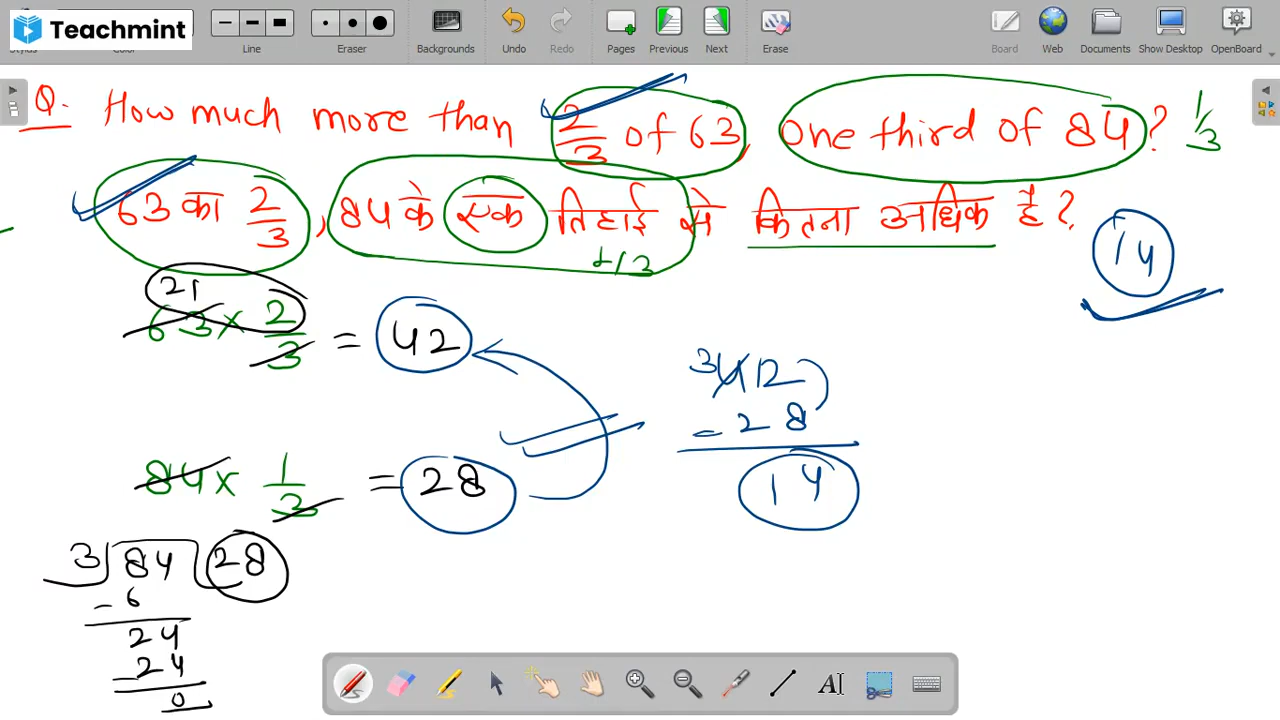 Teachmint
Line Eraser Backgrounds Undo Redo Pages Previous Next Erase Board Web Documents Show Desktop OpenBoard
Q. How much more than 2/3 of 63, One third of 84? 1/3
63 का 2/3, 84 के एक तिहाई से कितना अधिक है?
14
21
63 × 2/3 = 42
3 4 12
- 28
14
84 × 1/3 = 28
3 84 28
- 6
24
- 24
0